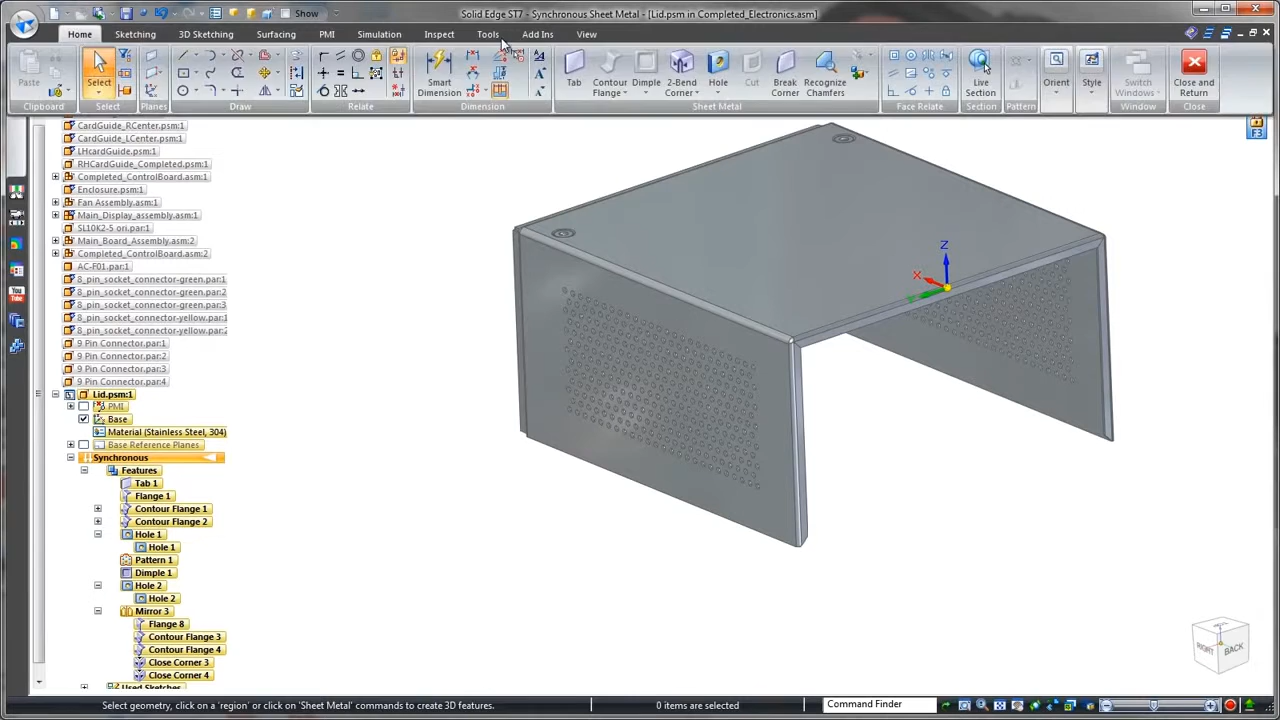 Show
Solid Edge ST7 - Synchronous Sheet Metal - [Lid.psm in Completed_Electronics.asm]
Home Sketching 3D Sketching Surfacing PMI Simulation Inspect Tools Add Ins View
Paste Select Smart Dimension Tab Contour Flange Dimple 2-Bend Corner Hole Cut Break Corner Recognize Chamfers Live Section Orient Style Switch Windows Close and Return
Clipboard Select Planes Draw Relate Dimension Sheet Metal Face Relate Section Pattern Window Close
F3
CardGuide_RCenter.psm:1
CardGuide_LCenter.psm:1
LHcardGuide.psm:1
RHCardGuide_Completed.psm:1
Completed_ControlBoard.asm:1
Enclosure.psm:1
Fan Assembly.asm:1
Main_Display_assembly.asm:1
SL10K2-5 ori.par:1
Main_Board_Assembly.asm:2
Completed_ControlBoard.asm:2
AC-F01.par:1
8_pin_socket_connector-green.par:1
8_pin_socket_connector-green.par:2
8_pin_socket_connector-green.par:3
8_pin_socket_connector-yellow.par:1
8_pin_socket_connector-yellow.par:2
9 Pin Connector.par:1
9 Pin Connector.par:2
9 Pin Connector.par:3
9 Pin Connector.par:4
Lid.psm:1
PMI
Base
Material (Stainless Steel, 304)
Base Reference Planes
Synchronous
Features
Tab 1
Flange 1
Contour Flange 1
Contour Flange 2
Hole 1
Hole 1
Pattern 1
Dimple 1
Hole 2
Hole 2
Mirror 3
Flange 8
Contour Flange 3
Contour Flange 4
Close Corner 3
Close Corner 4
Used Sketches
Z
X
RIGHT BACK
Select geometry, click on a 'region' or click on 'Sheet Metal' commands to create 3D features.
0 items are selected
Command Finder